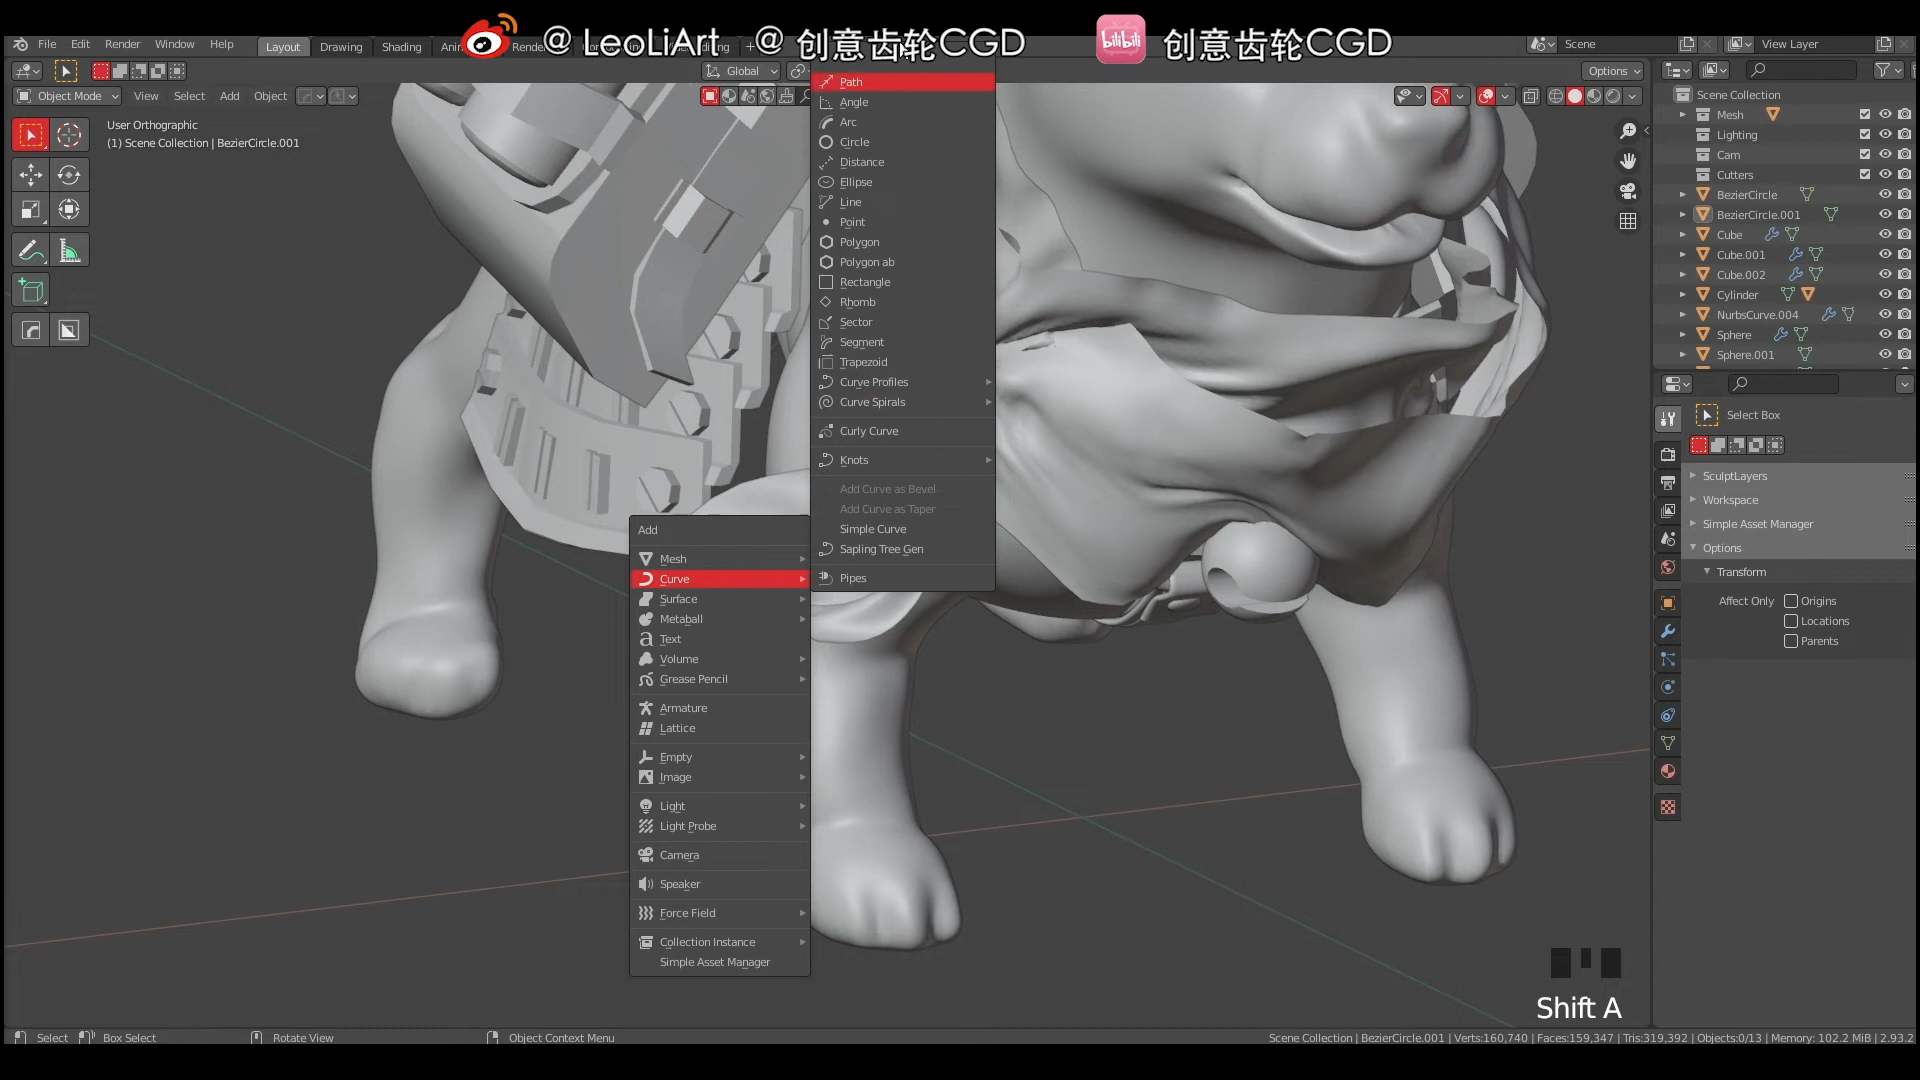 @ LeoLiArt @ 创意齿轮CGD
bilibili 创意齿轮CGD
File Edit Render Window Help Layout Drawing Shading
Scene
View Layer
Global
Options
Object Mode View Select Add Object
User Orthographic
(1) Scene Collection | BezierCircle.001
Path
Angle
Arc
Circle
Distance
Ellipse
Line
Point
Polygon
Polygon ab
Rectangle
Rhomb
Sector
Segment
Trapezoid
Curve Profiles
Curve Spirals
Curly Curve
Knots
Add Curve as Bevel
Add Curve as Taper
Simple Curve
Sapling Tree Gen
Pipes
Add
Mesh
Curve
Surface
Metaball
Text
Volume
Grease Pencil
Armature
Lattice
Empty
Image
Light
Light Probe
Camera
Speaker
Force Field
Collection Instance
Simple Asset Manager
Scene Collection
Mesh
Lighting
Cam
Cutters
BezierCircle
BezierCircle.001
Cube
Cube.001
Cube.002
Cylinder
NurbsCurve.004
Sphere
Sphere.001
Select Box
SculptLayers
Workspace
Simple Asset Manager
Options
Transform
Affect Only Origins
Locations
Parents
Shift A
Select Box Select Rotate View Object Context Menu
Scene Collection | BezierCircle.001 | Verts:160,740 | Faces:159,347 | Tris:319,392 | Objects:0/13 | Memory: 102.2 MiB | 2.93.2